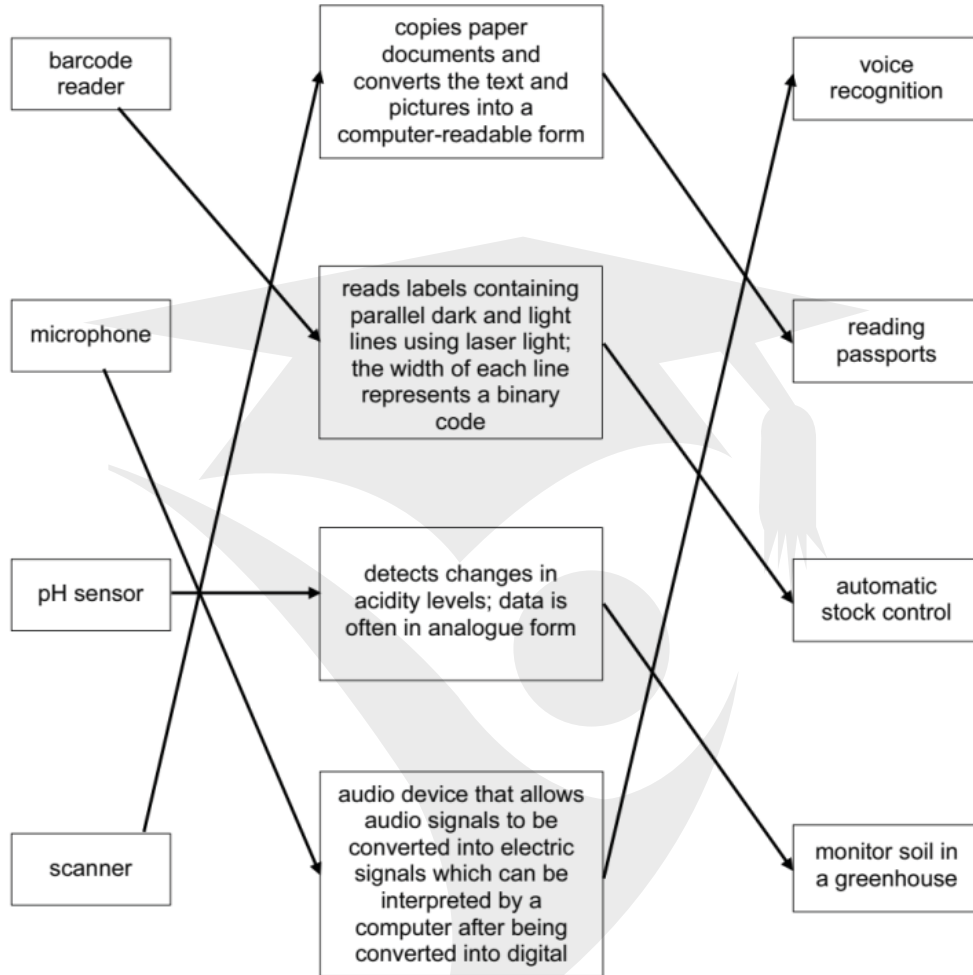 barcode
reader
microphone
pH sensor
scanner
copies paper
documents and
converts the text and
pictures into a
computer-readable form
reads labels containing
parallel dark and light
lines using laser light;
the width of each line
represents a binary
code
detects changes in
acidity levels; data is
often in analogue form
audio device that allows
audio signals to be
converted into electric
signals which can be
interpreted by a
computer after being
converted into digital
voice
recognition
reading
passports
automatic
stock control
monitor soil in
a greenhouse